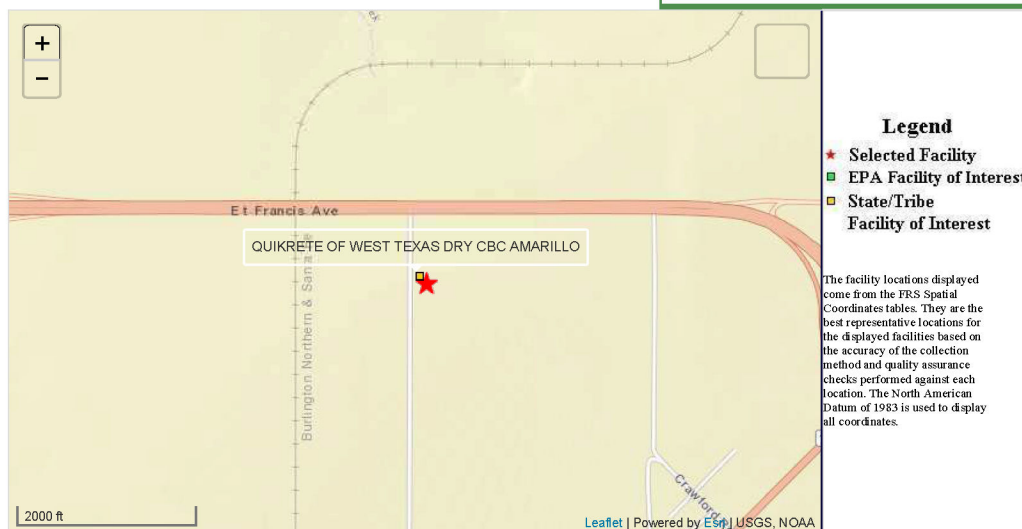 +
−
ek
Et Francis Ave
QUIKRETE OF WEST TEXAS DRY CBC AMARILLO
Burlington Northern & Santa Fe
Crawford
2000 ft
Leaflet | Powered by Esri | USGS, NOAA
Legend
Selected Facility
EPA Facility of Interest
State/Tribe
Facility of Interest
The facility locations displayed
come from the FRS Spatial
Coordinates tables. They are the
best representative locations for
the displayed facilities based on
the accuracy of the collection
method and quality assurance
checks performed against each
location. The North American
Datum of 1983 is used to display
all coordinates.